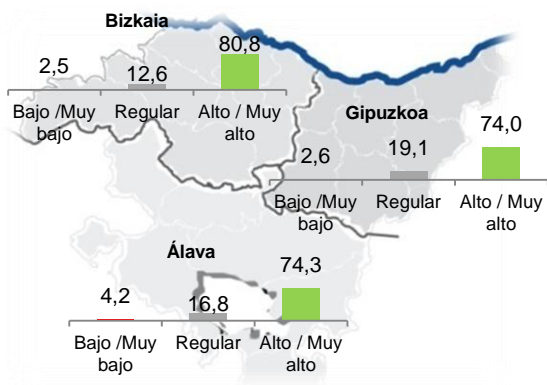 Bizkaia
80,8
2,5
12,6
Bajo /Muy
bajo
Regular
Alto / Muy
alto
Gipuzkoa
74,0
2,6
19,1
Bajo /Muy
bajo
Regular
Alto / Muy
alto
Álava
74,3
4,2
16,8
Bajo /Muy
bajo
Regular
Alto / Muy
alto